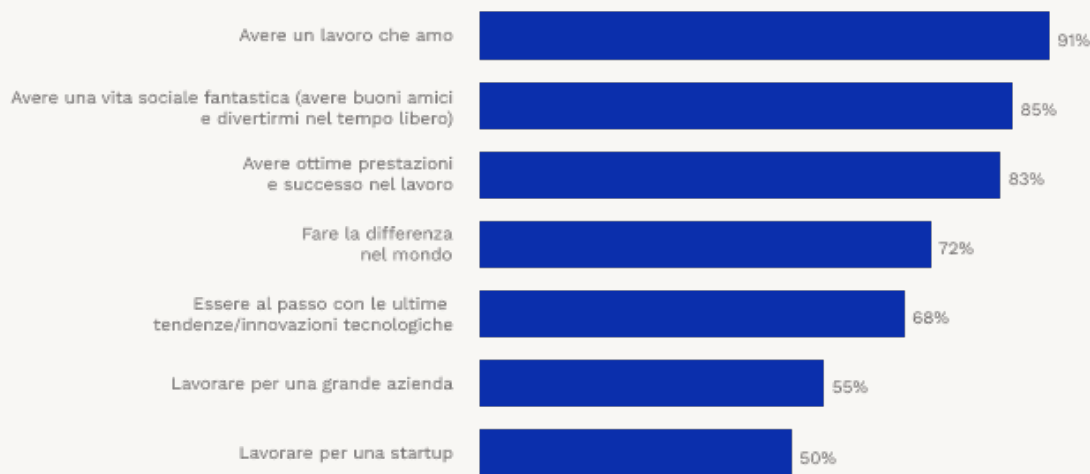 Avere un lavoro che amo
91%
Avere una vita sociale fantastica (avere buoni amici
e divertirmi nel tempo libero)
85%
Avere ottime prestazioni
e successo nel lavoro
83%
Fare la differenza
nel mondo
72%
Essere al passo con le ultime
tendenze/innovazioni tecnologiche
68%
Lavorare per una grande azienda
55%
Lavorare per una startup
50%